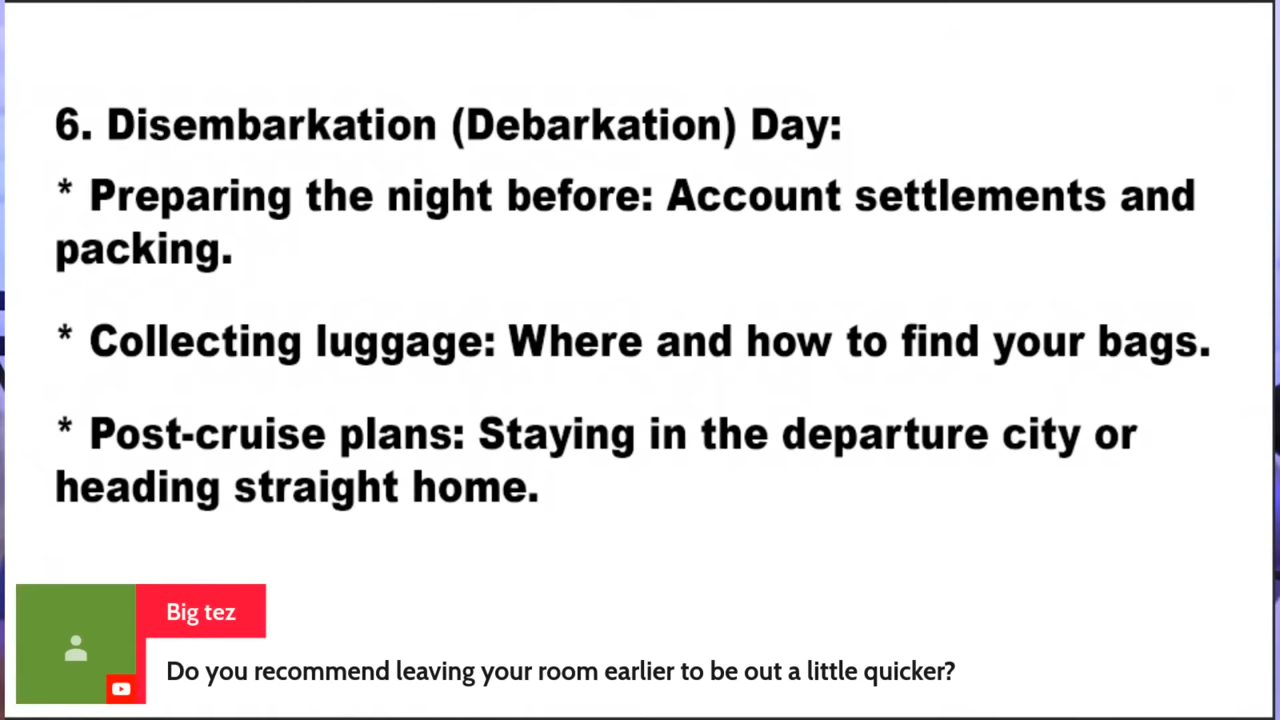 6. Disembarkation (Debarkation) Day:
* Preparing the night before: Account settlements and
packing.
* Collecting luggage: Where and how to find your bags.
* Post-cruise plans: Staying in the departure city or
heading straight home.
Big tez
Do you recommend leaving your room earlier to be out a little quicker?